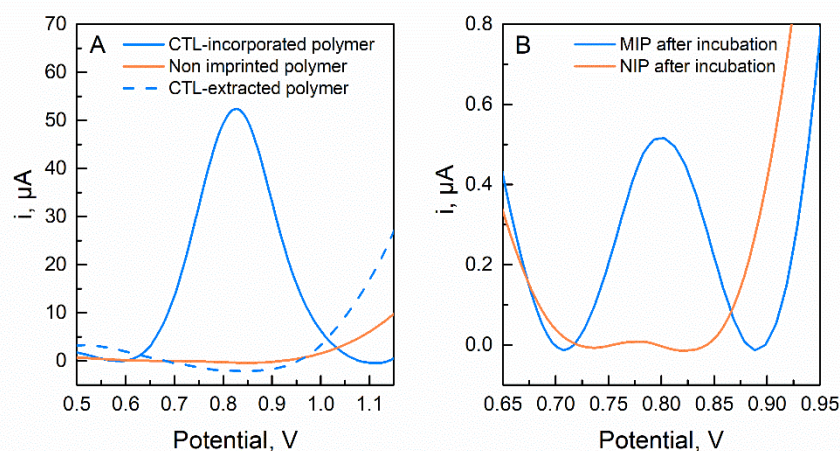 A
CTL-incorporated polymer
Non imprinted polymer
CTL-extracted polymer
i, µA
70
60
50
40
30
20
10
0
0.5 0.6 0.7 0.8 0.9 1.0 1.1
Potential, V
B
MIP after incubation
NIP after incubation
i, µA
0.8
0.6
0.4
0.2
0.0
0.65 0.70 0.75 0.80 0.85 0.90 0.95
Potential, V